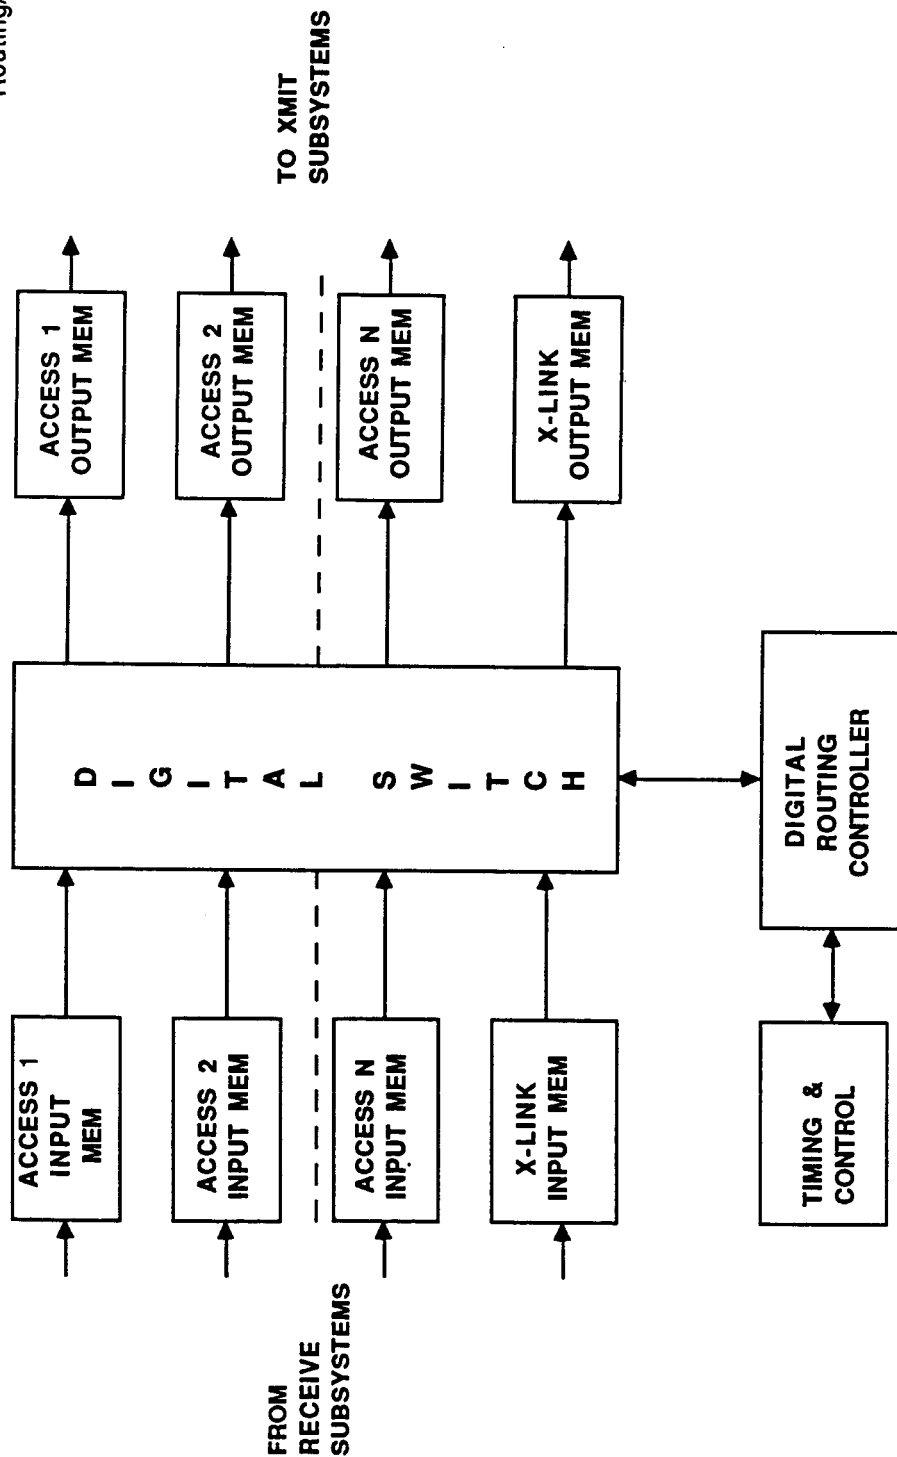 FROM
RECEIVE
SUBSYSTEMS
ACCESS 1
INPUT
MEM
ACCESS 2
INPUT MEM
ACCESS N
INPUT MEM
X-LINK
INPUT MEM
DIGITAL SWITCH
ACCESS 1
OUTPUT MEM
ACCESS 2
OUTPUT MEM
ACCESS N
OUTPUT MEM
X-LINK
OUTPUT MEM
TO XMIT
SUBSYSTEMS
TIMING &
CONTROL
DIGITAL
ROUTING
CONTROLLER